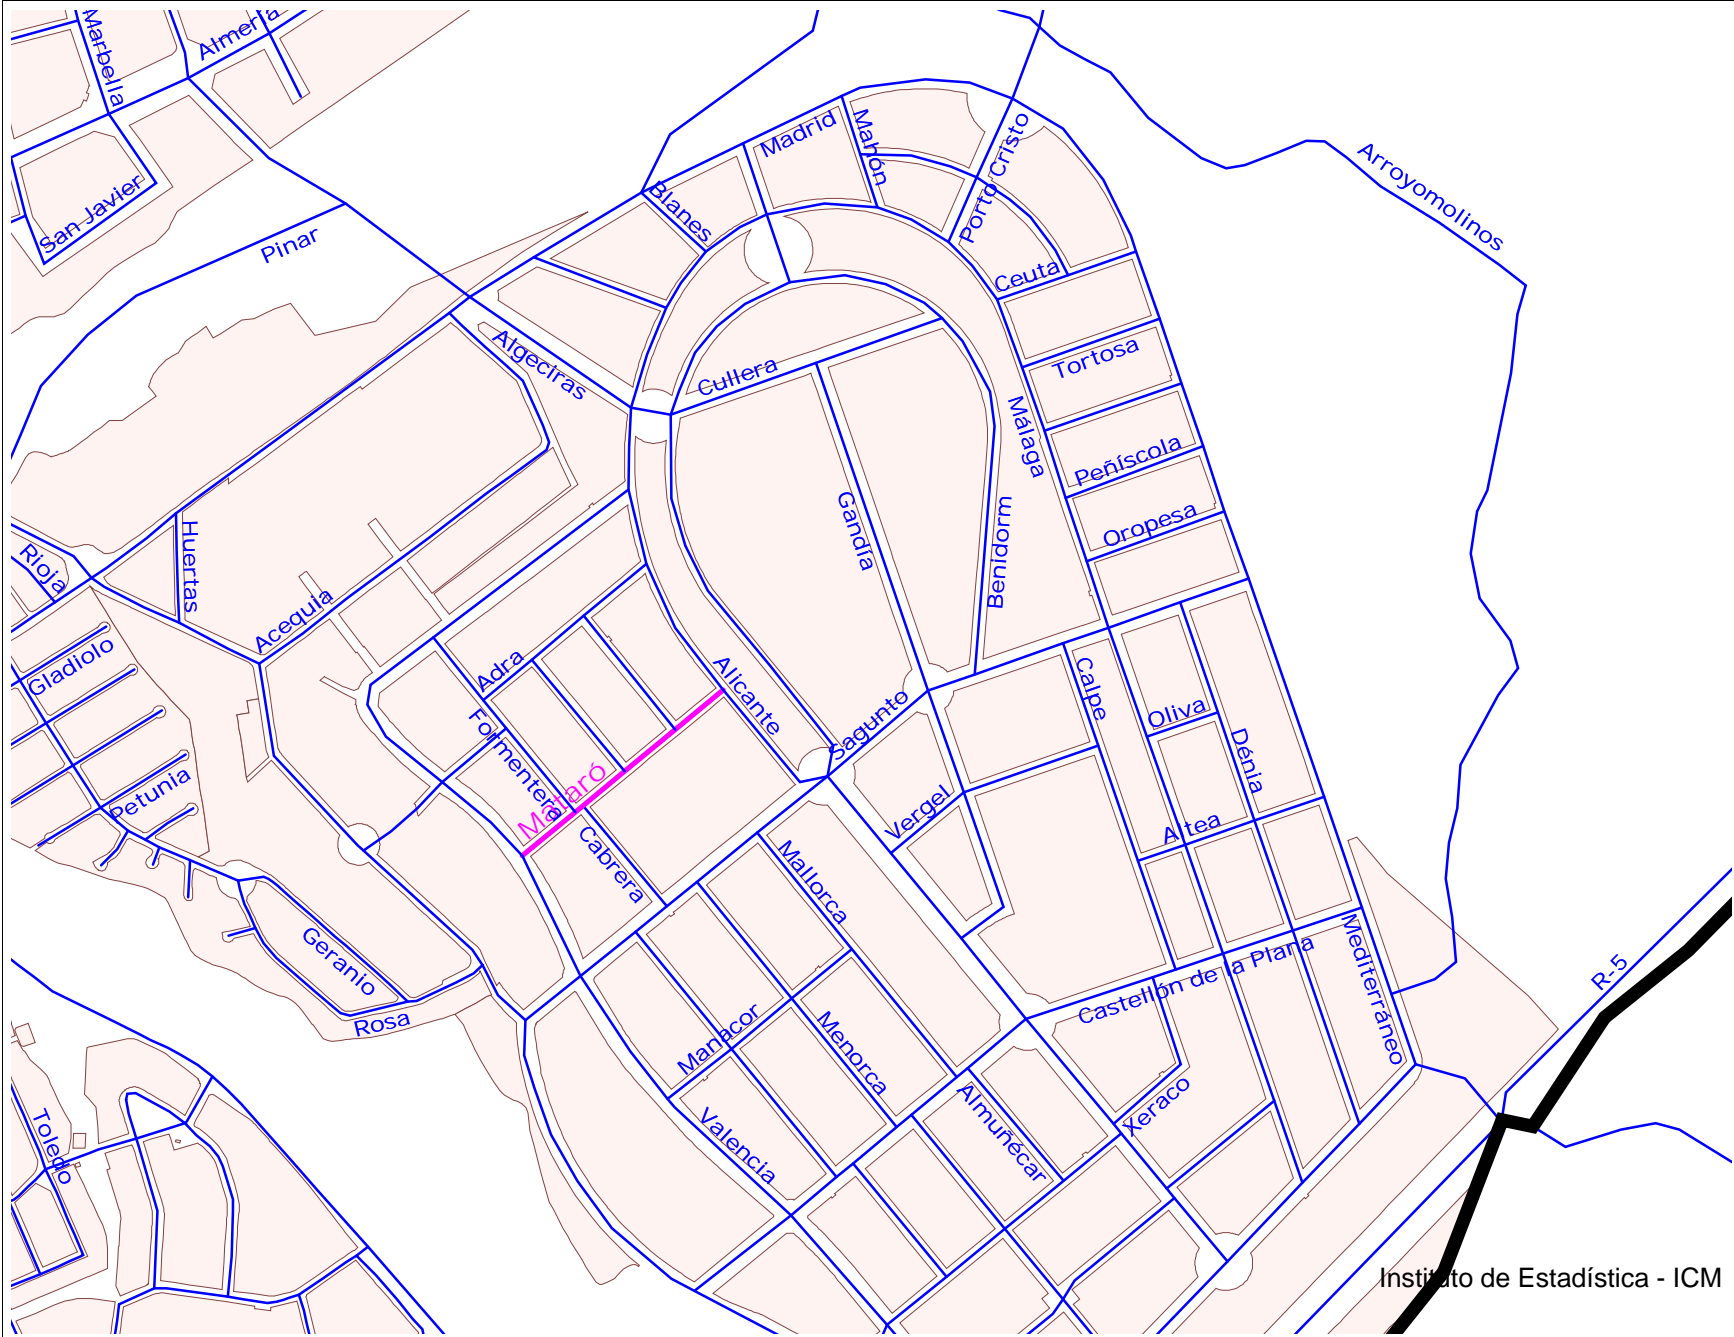 Marbella
Almería
Madrid
Mahón
Porto Cristo
Arroyomolinos
San Javier
Blanes
Pinar
Ceuta
Algeciras
Cullera
Tortosa
Málaga
Peñíscola
Oropesa
Gandía
Benidorm
Rioja
Huertas
Acequia
Gladiolo
Adra
Alicante
Calpe
Formentera
Sagunto
Oliva
Dénia
Petunia
Mataró
Vergel
Altea
Cabrera
Mallorca
Geranio
Rosa
Castellón de la Plana
Mediterráneo
R-5
Manacor
Menorca
Toledo
Valencia
Almuñécar
Xeraco
Instituto de Estadística - ICM